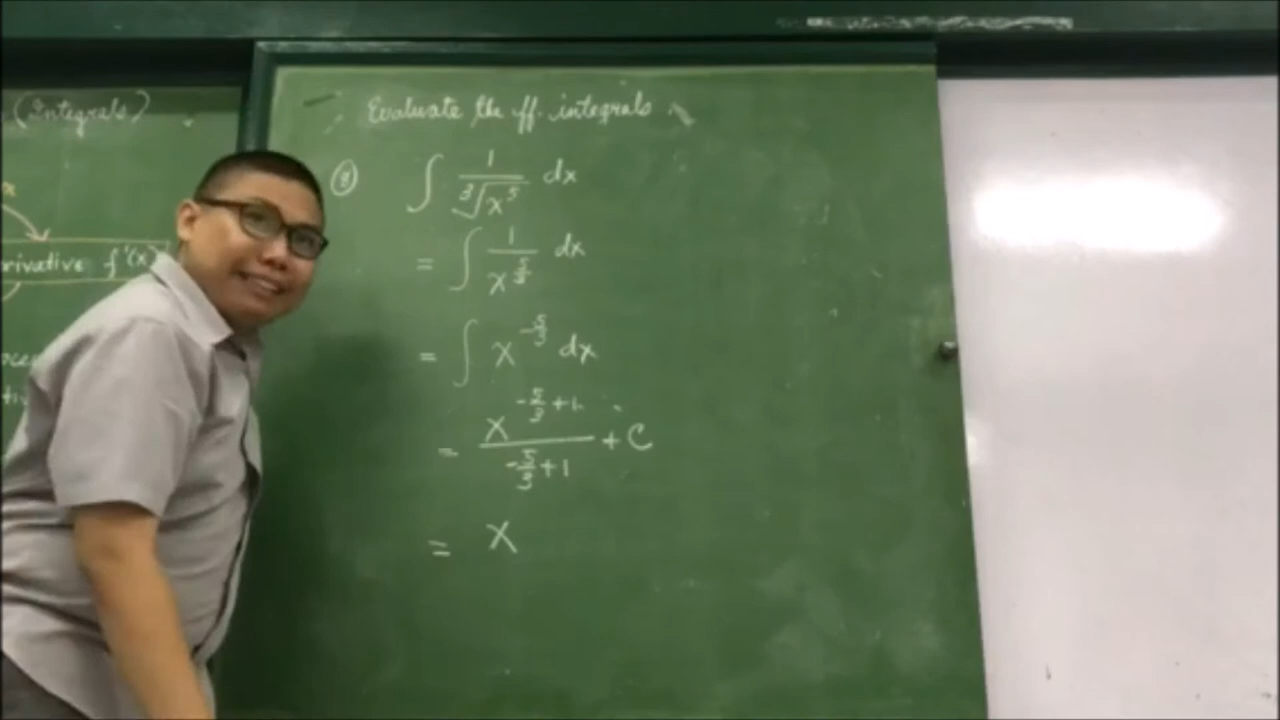 (Integrals)
rivative f'(x)
Evaluate the ff. integrals
∫ 1/∛x⁵ dx
= ∫ 1/x^(5/3) dx
= ∫ x^(-5/3) dx
= x^(-5/3+1)/(-5/3+1) + C
= x